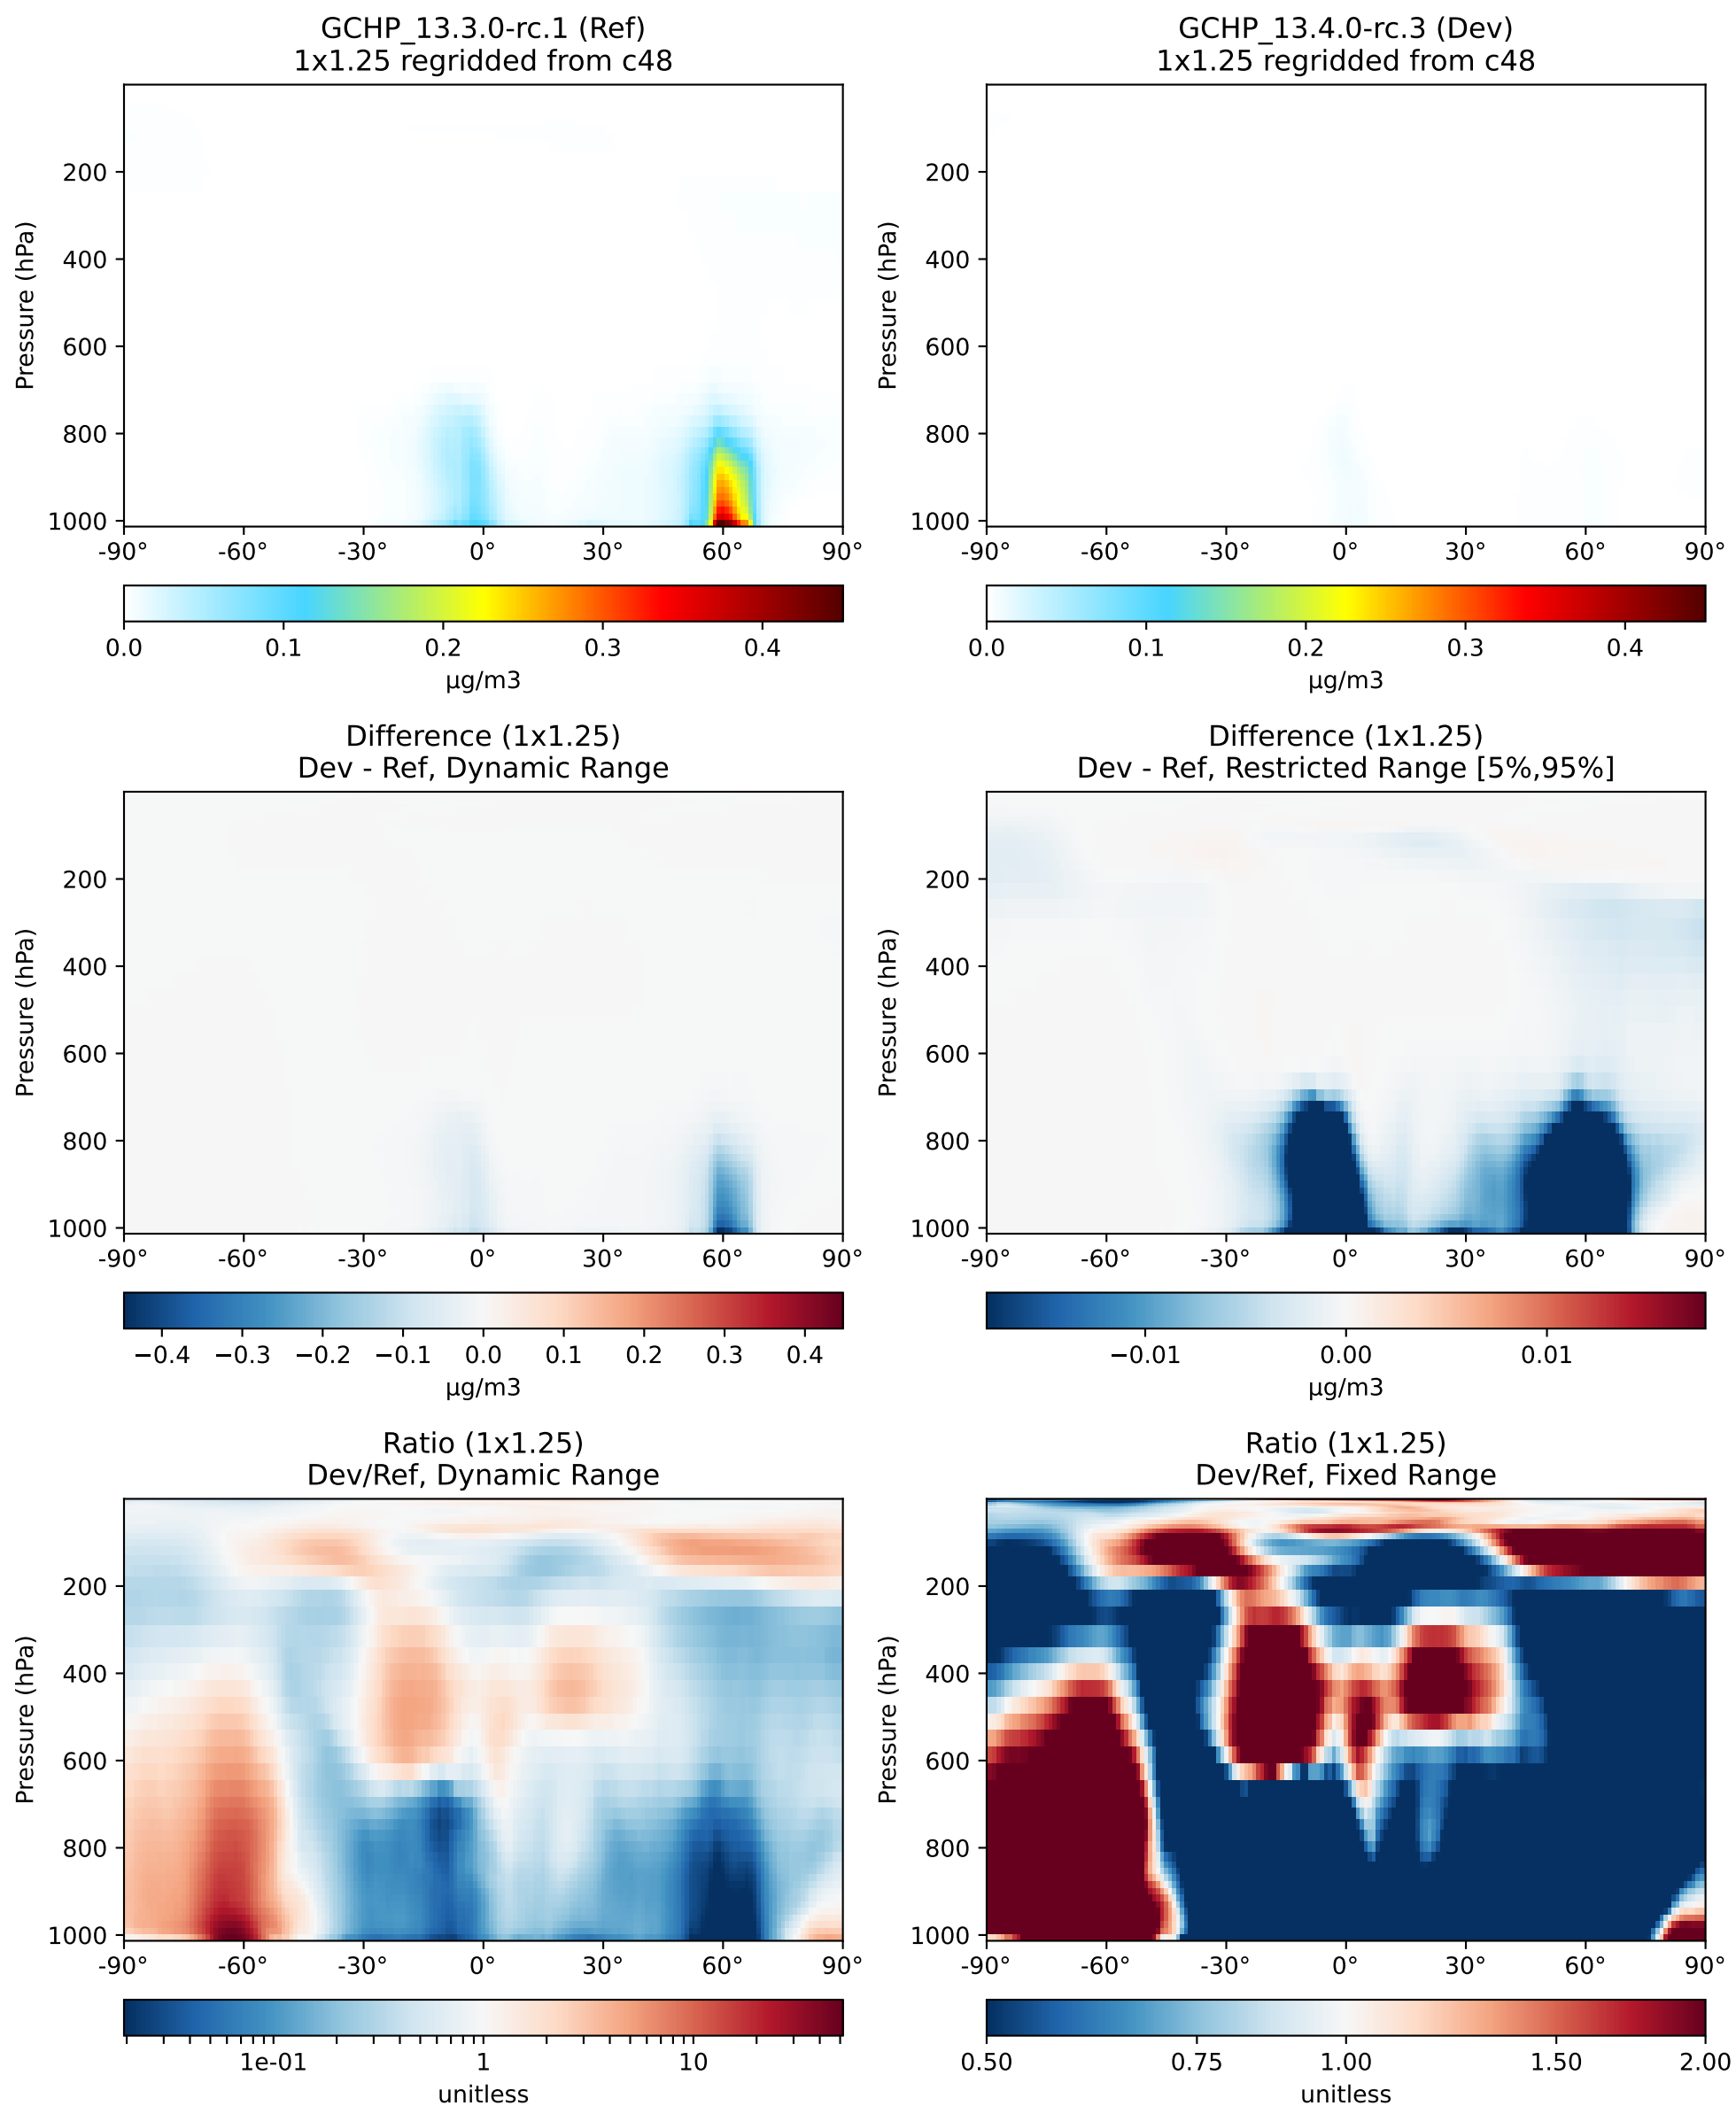 GCHP_13.3.0-rc.1 (Ref)
1x1.25 regridded from c48
Pressure (hPa)
200
400
600
800
1000
-90° -60° -30° 0° 30° 60° 90°
0.0 0.1 0.2 0.3 0.4
µg/m3
GCHP_13.4.0-rc.3 (Dev)
1x1.25 regridded from c48
Pressure (hPa)
200
400
600
800
1000
-90° -60° -30° 0° 30° 60° 90°
0.0 0.1 0.2 0.3 0.4
µg/m3
Difference (1x1.25)
Dev - Ref, Dynamic Range
Pressure (hPa)
200
400
600
800
1000
-90° -60° -30° 0° 30° 60° 90°
−0.4 −0.3 −0.2 −0.1 0.0 0.1 0.2 0.3 0.4
µg/m3
Difference (1x1.25)
Dev - Ref, Restricted Range [5%,95%]
Pressure (hPa)
200
400
600
800
1000
-90° -60° -30° 0° 30° 60° 90°
−0.01 0.00 0.01
µg/m3
Ratio (1x1.25)
Dev/Ref, Dynamic Range
Pressure (hPa)
200
400
600
800
1000
-90° -60° -30° 0° 30° 60° 90°
1e-01 1 10
unitless
Ratio (1x1.25)
Dev/Ref, Fixed Range
Pressure (hPa)
200
400
600
800
1000
-90° -60° -30° 0° 30° 60° 90°
0.50 0.75 1.00 1.50 2.00
unitless